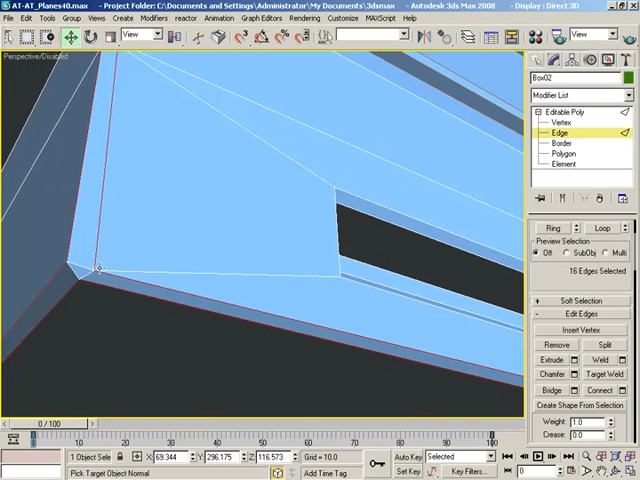 AT-AT_Planes40.max - Project Folder: C:\Documents and Settings\Administrator\My Documents\3dsmax - Autodesk 3ds Max 2008 - Display : Direct 3D
File Edit Tools Group Views Create Modifiers reactor Animation Graph Editors Rendering Customize MAXScript Help
View View
Perspective/Disabled
Box02
Modifier List
Editable Poly
Vertex
Edge
Border
Polygon
Element
Ring Loop
Preview Selection
Off SubObj Multi
16 Edges Selected
+ Soft Selection
- Edit Edges
Insert Vertex
Remove Split
Extrude Weld
Chamfer Target Weld
Bridge Connect
Create Shape From Selection
Weight: 1.0
Crease: 0.0
< 0 / 100 >
0 10 20 30 40 50 60 70 80 90 100
1 Object Sele X: 69.344 Y: 296.175 Z: 116.573 Grid = 10.0 Auto Key Selected
Pick Target Object Normal Add Time Tag Set Key Key Filters... 0